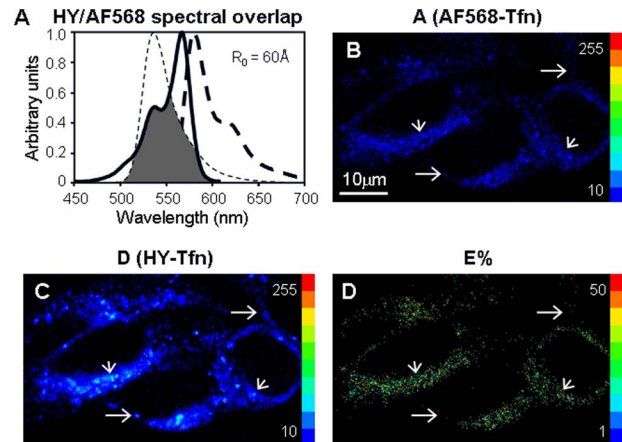 A
HY/AF568 spectral overlap
R0 = 60Å
Arbitrary units
1.0
0.8
0.6
0.4
0.2
0
450 500 550 600 650 700
Wavelength (nm)
A (AF568-Tfn)
B
255
10µm
10
D (HY-Tfn)
C
255
10
E%
D
50
1